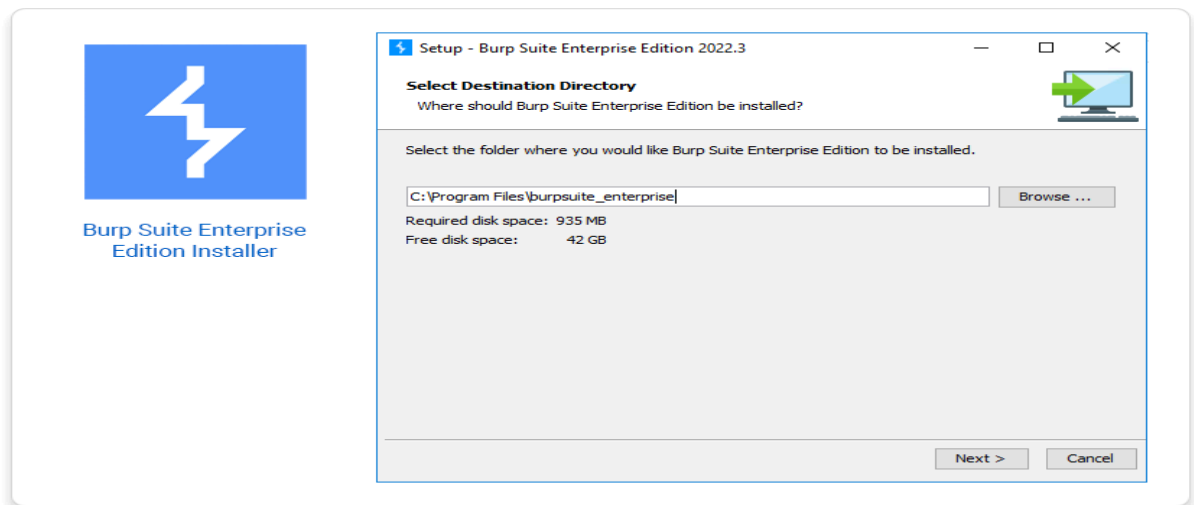 Burp Suite Enterprise
Edition Installer
Setup - Burp Suite Enterprise Edition 2022.3
Select Destination Directory
Where should Burp Suite Enterprise Edition be installed?
Select the folder where you would like Burp Suite Enterprise Edition to be installed.
C:\Program Files\burpsuite_enterprise
Browse ...
Required disk space: 935 MB
Free disk space: 42 GB
Next >
Cancel